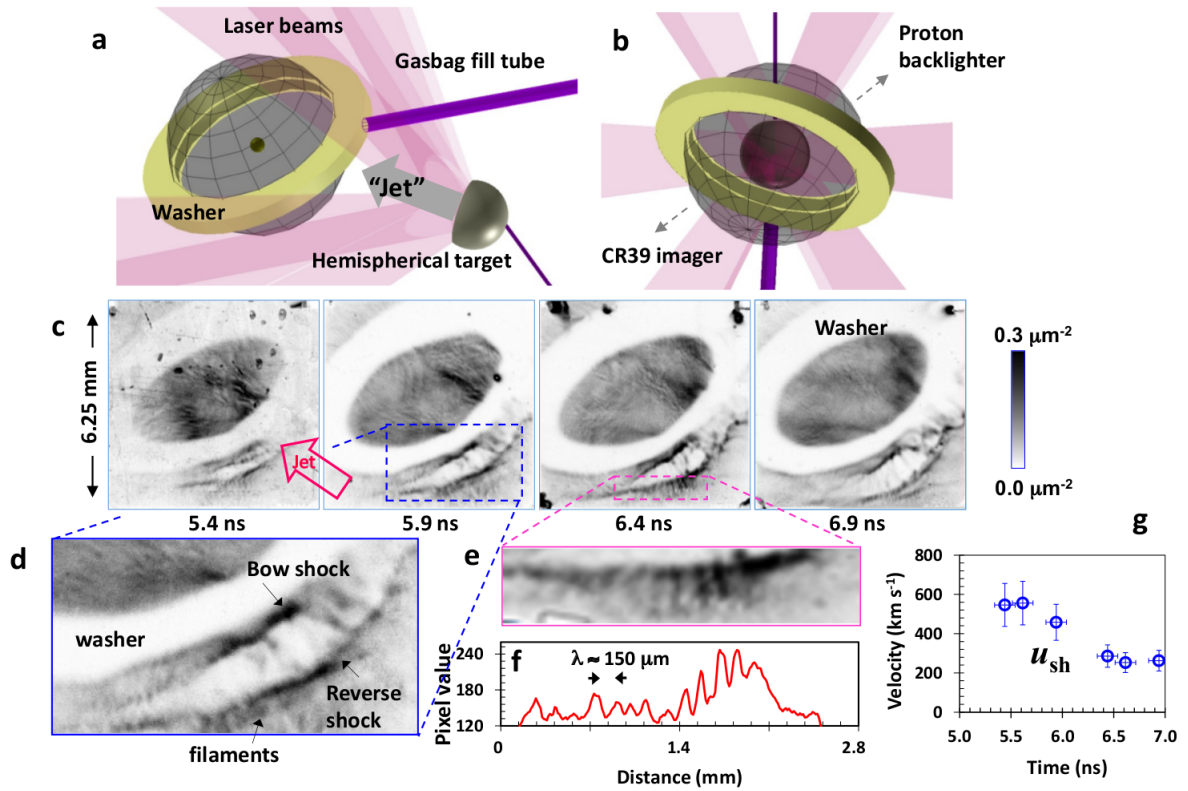 a
Laser beams
Gasbag fill tube
“Jet”
Washer
Hemispherical target
b
Proton
backlighter
CR39 imager
c
6.25 mm
Jet
Washer
5.4 ns
5.9 ns
6.4 ns
6.9 ns
0.3 μm-2
0.0 μm-2
d
Bow shock
washer
Reverse
shock
filaments
e
f
λ ≈ 150 μm
Pixel value
240
200
160
120
0
1.4
2.8
Distance (mm)
g
Velocity (km s-1)
800
600
400
200
0
ush
5.0
5.5
6.0
6.5
7.0
Time (ns)